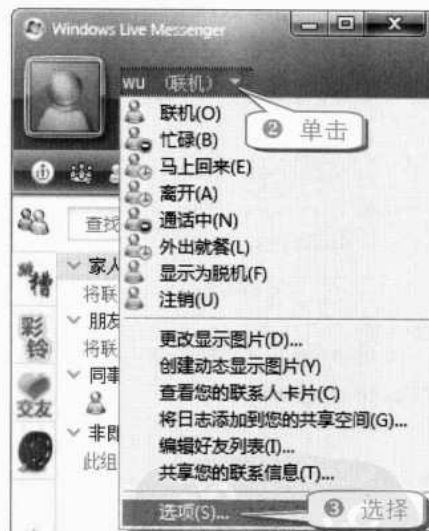 Windows Live Messenger
wu （联机）
联机(O)
❷ 单击
忙碌(B)
马上回来(E)
离开(A)
通话中(N)
查找
外出就餐(L)
显示为脱机(F)
家人
将联
注销(U)
彩铃
朋友
将联
更改显示图片(D)...
创建动态显示图片(Y)
同事
查看您的联系人卡片(C)
交友
将日志添加到您的共享空间(G)...
非即
编辑好友列表(I)...
此组
共享您的联系信息(T)...
选项(S)...
❸ 选择